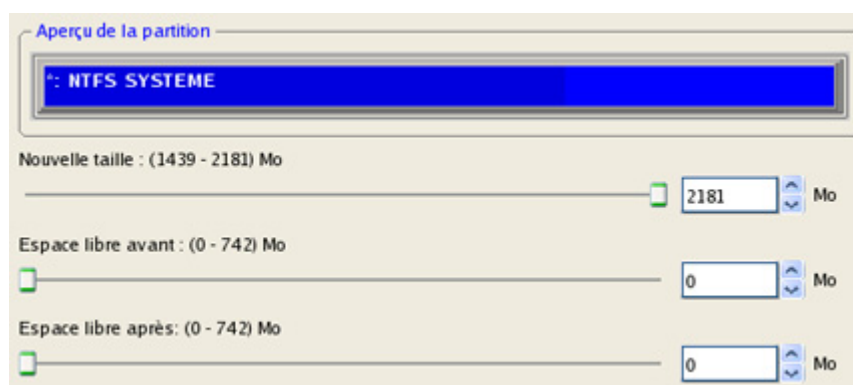 Aperçu de la partition
*: NTFS SYSTEME
Nouvelle taille : (1439 - 2181) Mo
2181 Mo
Espace libre avant : (0 - 742) Mo
0 Mo
Espace libre après: (0 - 742) Mo
0 Mo